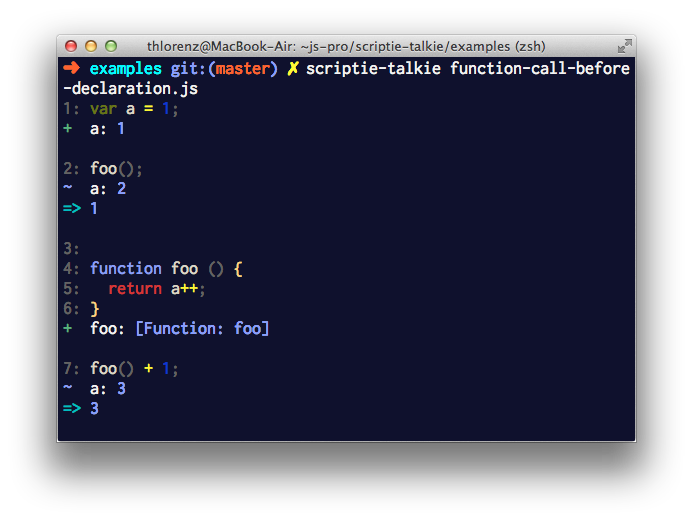 thlorenz@MacBook-Air: ~js-pro/scriptie-talkie/examples (zsh)
➜ examples git:(master) ✗ scriptie-talkie function-call-before
-declaration.js
1: var a = 1;
+ a: 1
2: foo();
~ a: 2
=> 1
3:
4: function foo () {
5:   return a++;
6: }
+ foo: [Function: foo]
7: foo() + 1;
~ a: 3
=> 3